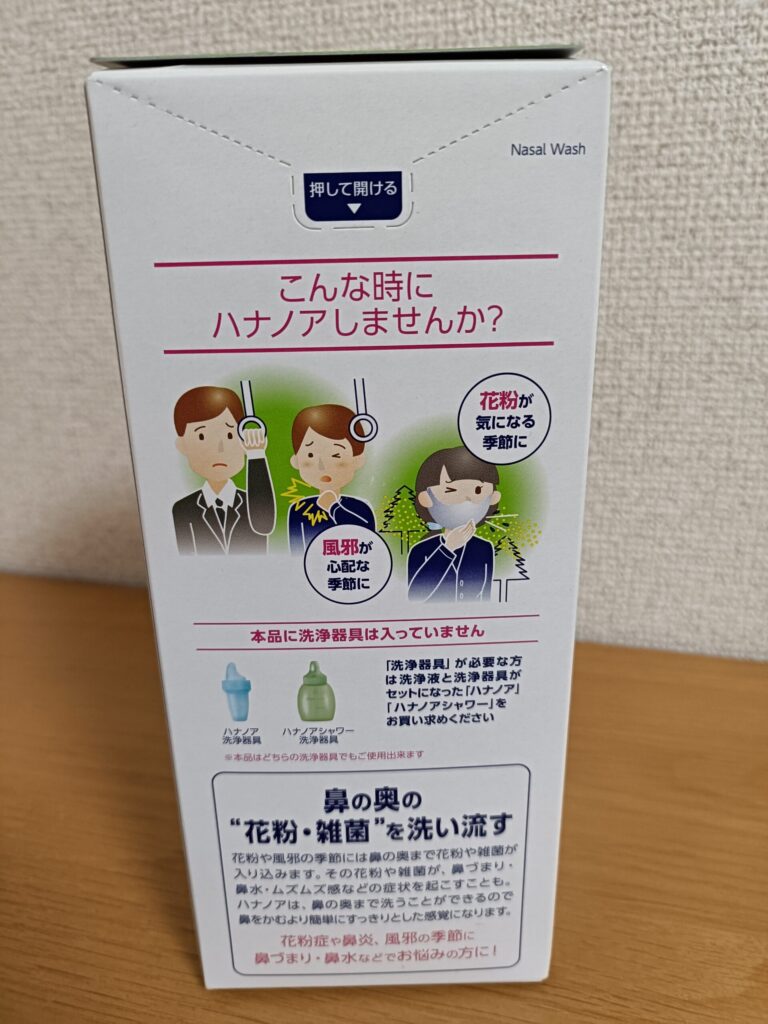 Nasal Wash
押して開ける
こんな時に
ハナノアしませんか?
花粉が
気になる
季節に
風邪が
心配な
季節に
本品に洗浄器具は入っていません
「洗浄器具」が必要な方
は洗浄液と洗浄器具が
セットになった「ハナノア」
「ハナノアシャワー」を
お買い求めください
ハナノア
洗浄器具
ハナノアシャワー
洗浄器具
※本品はどちらの洗浄器具でもご使用出来ます
鼻の奥の
“花粉・雑菌”を洗い流す
花粉や風邪の季節には鼻の奥まで花粉や雑菌が
入り込みます。その花粉や雑菌が、鼻づまり・
鼻水・ムズムズ感などの症状を起こすことも。
ハナノアは、鼻の奥まで洗うことができるので
鼻をかむより簡単にすっきりとした感覚になります。
花粉症や鼻炎、風邪の季節に
鼻づまり・鼻水などでお悩みの方に!